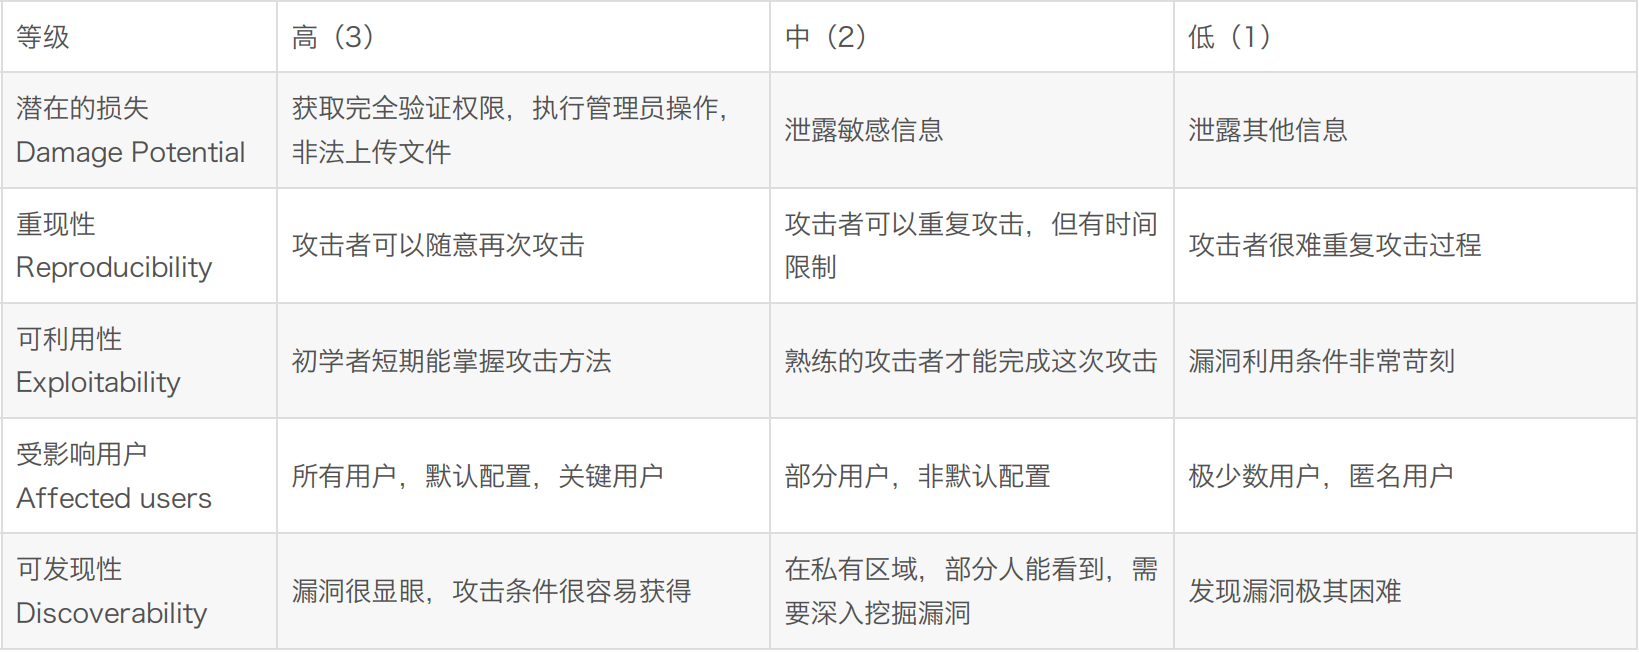 等级
高（3）
中（2）
低（1）
潜在的损失
Damage Potential
获取完全验证权限，执行管理员操作，
非法上传文件
泄露敏感信息
泄露其他信息
重现性
Reproducibility
攻击者可以随意再次攻击
攻击者可以重复攻击，但有时间
限制
攻击者很难重复攻击过程
可利用性
Exploitability
初学者短期能掌握攻击方法
熟练的攻击者才能完成这次攻击
漏洞利用条件非常苛刻
受影响用户
Affected users
所有用户，默认配置，关键用户
部分用户，非默认配置
极少数用户，匿名用户
可发现性
Discoverability
漏洞很显眼，攻击条件很容易获得
在私有区域，部分人能看到，需
要深入挖掘漏洞
发现漏洞极其困难